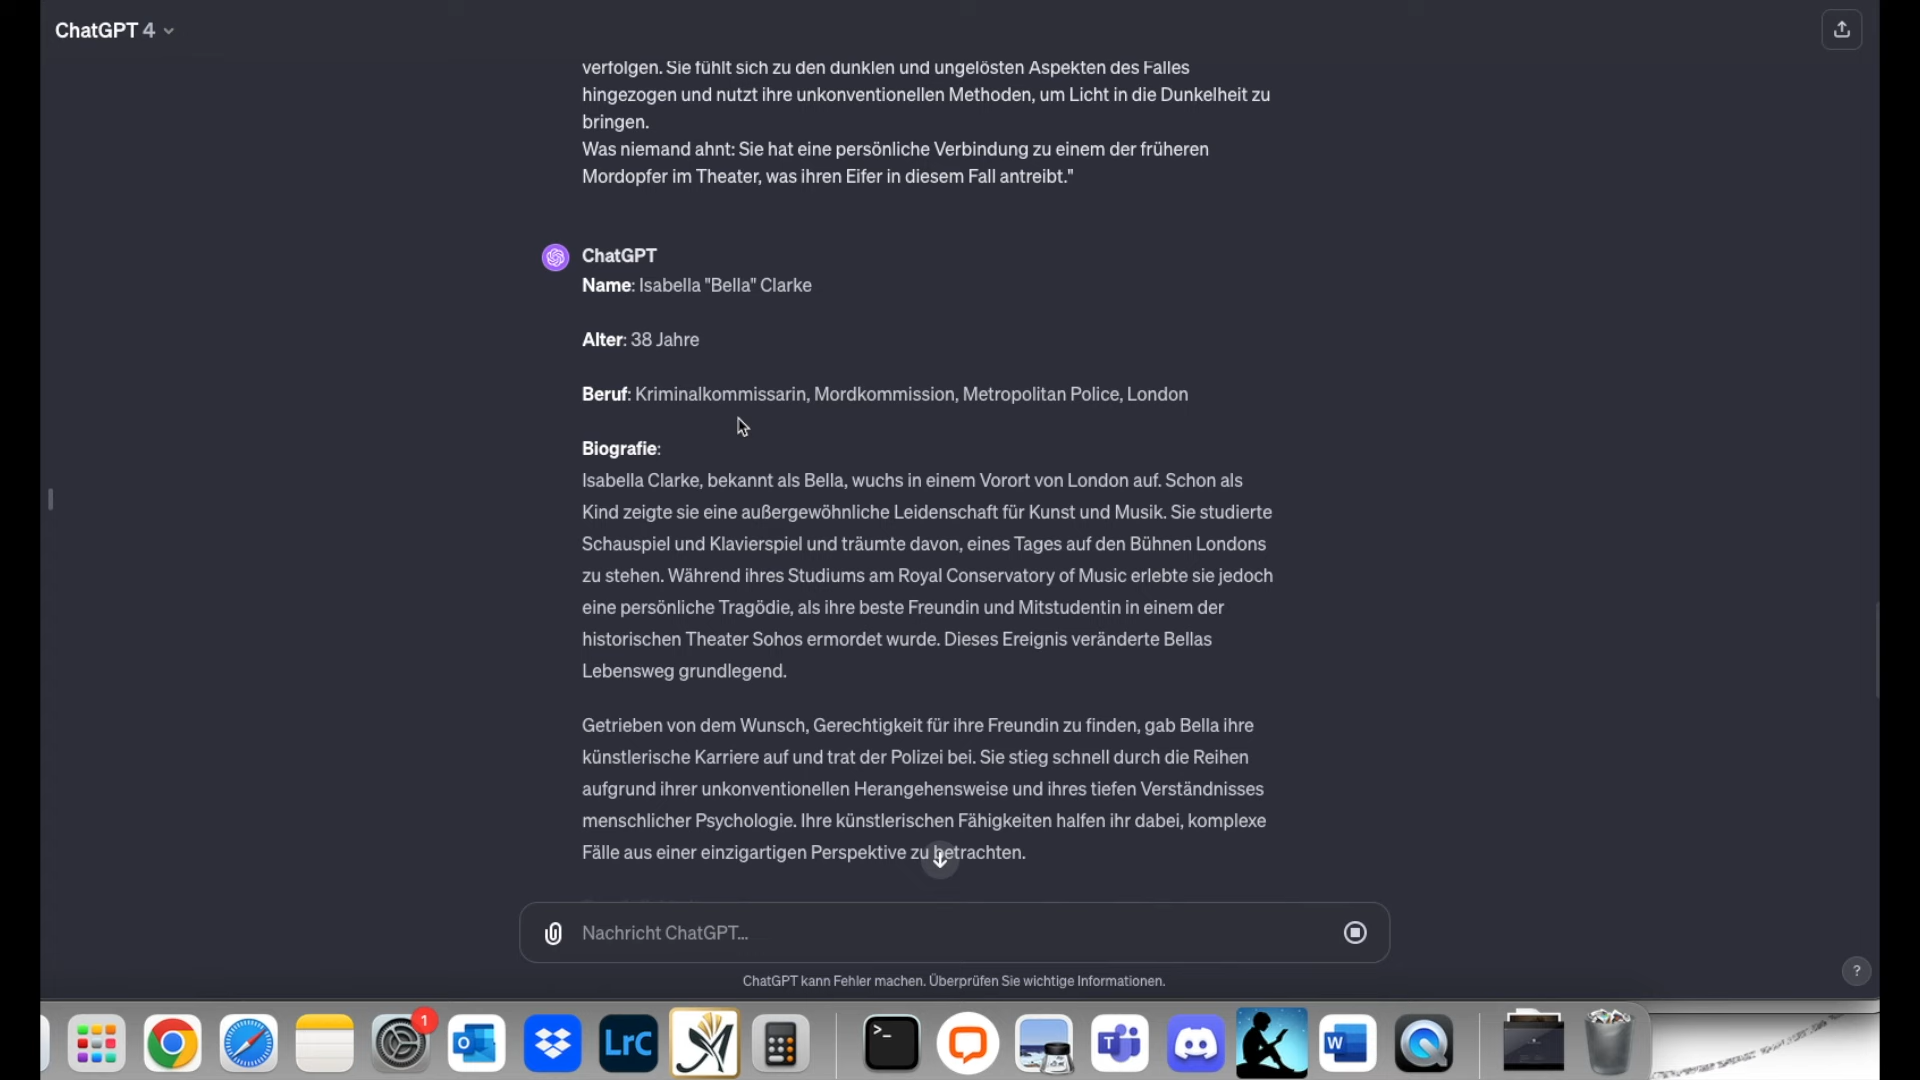 ChatGPT 4
verfolgen. Sie fühlt sich zu den dunklen und ungelösten Aspekten des Falles
hingezogen und nutzt ihre unkonventionellen Methoden, um Licht in die Dunkelheit zu
bringen.
Was niemand ahnt: Sie hat eine persönliche Verbindung zu einem der früheren
Mordopfer im Theater, was ihren Eifer in diesem Fall antreibt."
ChatGPT
Name: Isabella "Bella" Clarke
Alter: 38 Jahre
Beruf: Kriminalkommissarin, Mordkommission, Metropolitan Police, London
Biografie:
Isabella Clarke, bekannt als Bella, wuchs in einem Vorort von London auf. Schon als
Kind zeigte sie eine außergewöhnliche Leidenschaft für Kunst und Musik. Sie studierte
Schauspiel und Klavierspiel und träumte davon, eines Tages auf den Bühnen Londons
zu stehen. Während ihres Studiums am Royal Conservatory of Music erlebte sie jedoch
eine persönliche Tragödie, als ihre beste Freundin und Mitstudentin in einem der
historischen Theater Sohos ermordet wurde. Dieses Ereignis veränderte Bellas
Lebensweg grundlegend.
Getrieben von dem Wunsch, Gerechtigkeit für ihre Freundin zu finden, gab Bella ihre
künstlerische Karriere auf und trat der Polizei bei. Sie stieg schnell durch die Reihen
aufgrund ihrer unkonventionellen Herangehensweise und ihres tiefen Verständnisses
menschlicher Psychologie. Ihre künstlerischen Fähigkeiten halfen ihr dabei, komplexe
Fälle aus einer einzigartigen Perspektive zu betrachten.
Nachricht ChatGPT...
ChatGPT kann Fehler machen. Überprüfen Sie wichtige Informationen.
?
1
LrC
>_